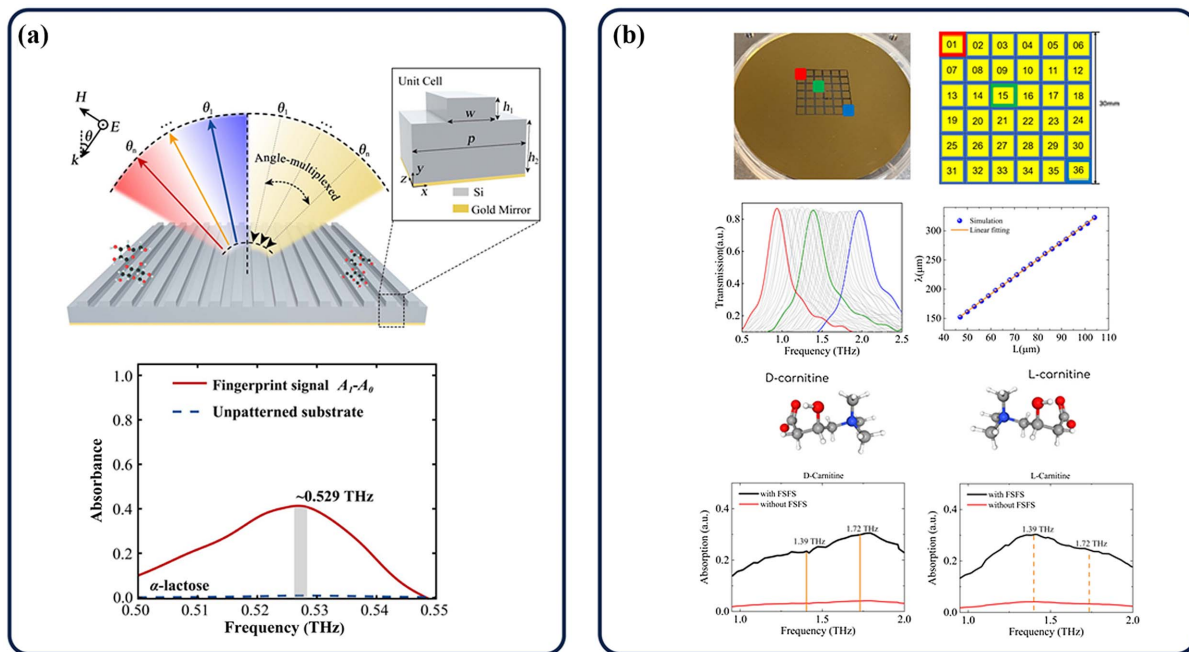 (a)
H
E
θ
k
θn
...
θ1
θ1
...
θn
Angle-multiplexed
Unit Cell
w
h1
p
h2
y
z
x
Si
Gold Mirror
1.0
0.8
0.6
0.4
0.2
0.0
Absorbance
Fingerprint signal A1-A0
Unpatterned substrate
~0.529 THz
α-lactose
0.50 0.51 0.52 0.53 0.54 0.55
Frequency (THz)
(b)
01 02 03 04 05 06
07 08 09 10 11 12
13 14 15 16 17 18
19 20 21 22 23 24
25 26 27 28 29 30
31 32 33 34 35 36
30mm
0.8
0.6
0.4
0.2
Transmission(a.u.)
0.5 1.0 1.5 2.0 2.5
Frequency (THz)
Simulation
Linear fitting
300
250
200
150
λ(μm)
40 50 60 70 80 90 100 110
L(μm)
D-carnitine
L-carnitine
D-Carnitine
with FSFS
without FSFS
1.39 THz
1.72 THz
0.4
0.2
0.0
Absorption (a.u.)
1.0 1.5 2.0
Frequency (THz)
L-Carnitine
with FSFS
without FSFS
1.39 THz
1.72 THz
0.4
0.2
0.0
Absorption (a.u.)
1.0 1.5 2.0
Frequency (THz)